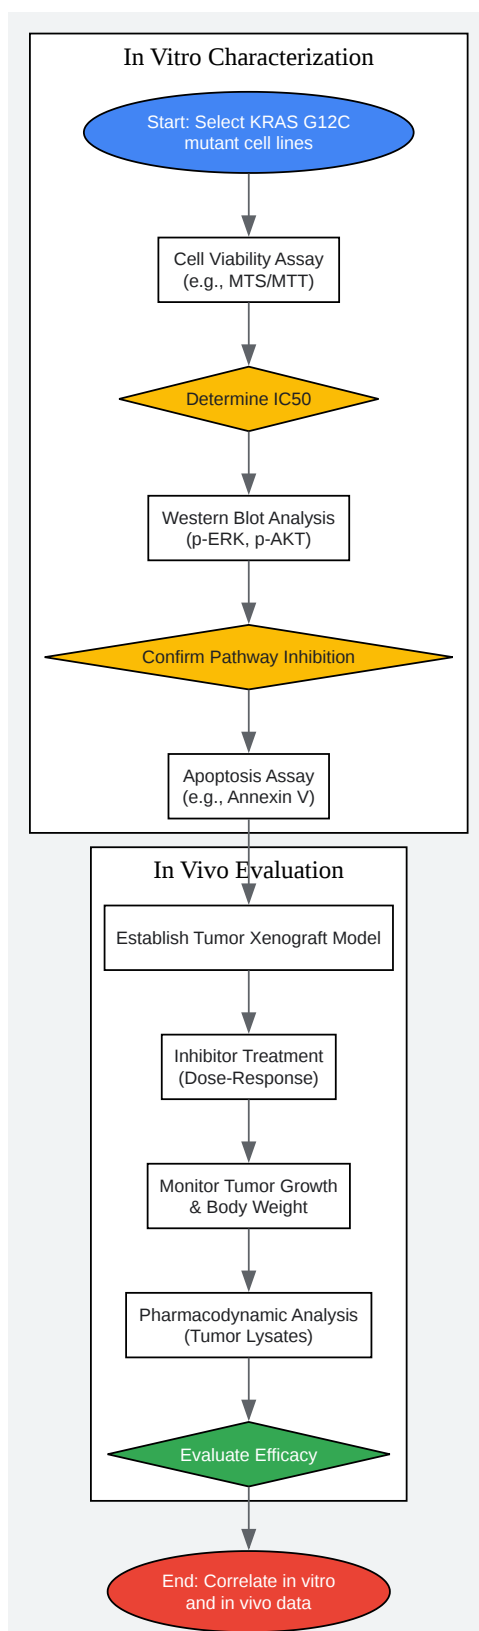 In Vitro Characterization
Start: Select KRAS G12C
mutant cell lines
Cell Viability Assay
(e.g., MTS/MTT)
Determine IC50
Western Blot Analysis
(p-ERK, p-AKT)
Confirm Pathway Inhibition
Apoptosis Assay
(e.g., Annexin V)
In Vivo Evaluation
Establish Tumor Xenograft Model
Inhibitor Treatment
(Dose-Response)
Monitor Tumor Growth
& Body Weight
Pharmacodynamic Analysis
(Tumor Lysates)
Evaluate Efficacy
End: Correlate in vitro
and in vivo data